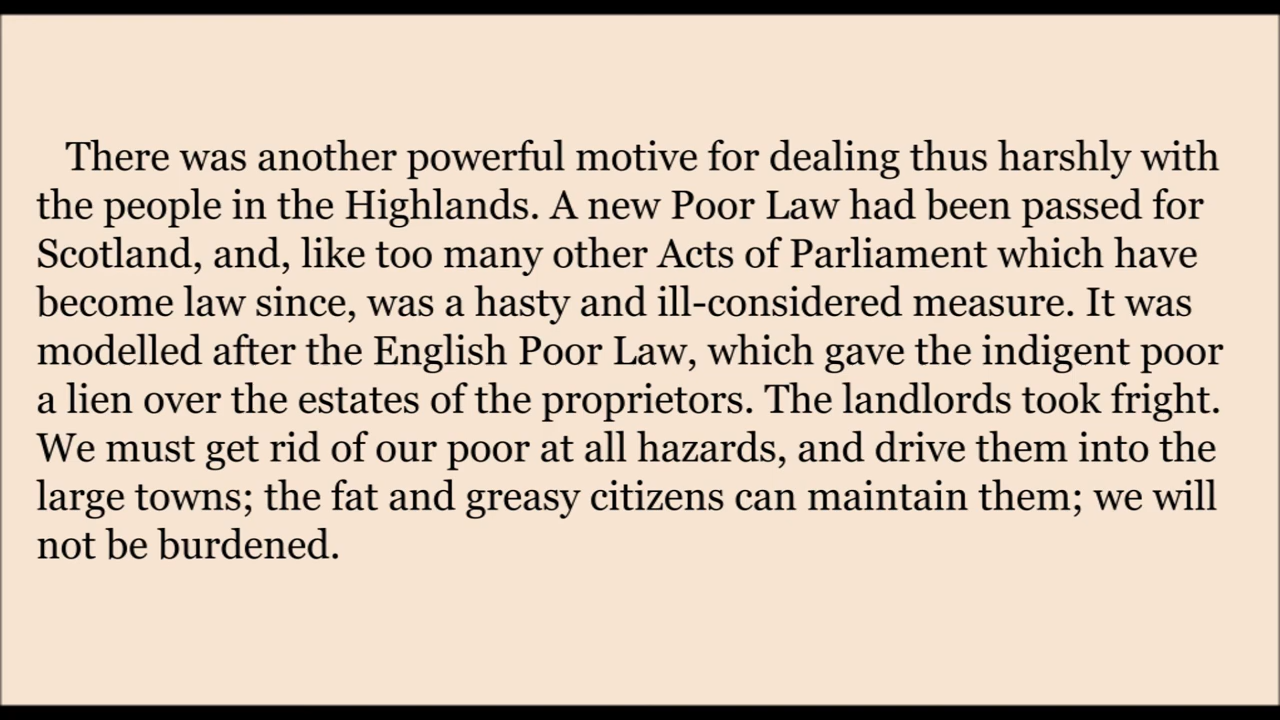 There was another powerful motive for dealing thus harshly with
the people in the Highlands. A new Poor Law had been passed for
Scotland, and, like too many other Acts of Parliament which have
become law since, was a hasty and ill-considered measure. It was
modelled after the English Poor Law, which gave the indigent poor
a lien over the estates of the proprietors. The landlords took fright.
We must get rid of our poor at all hazards, and drive them into the
large towns; the fat and greasy citizens can maintain them; we will
not be burdened.